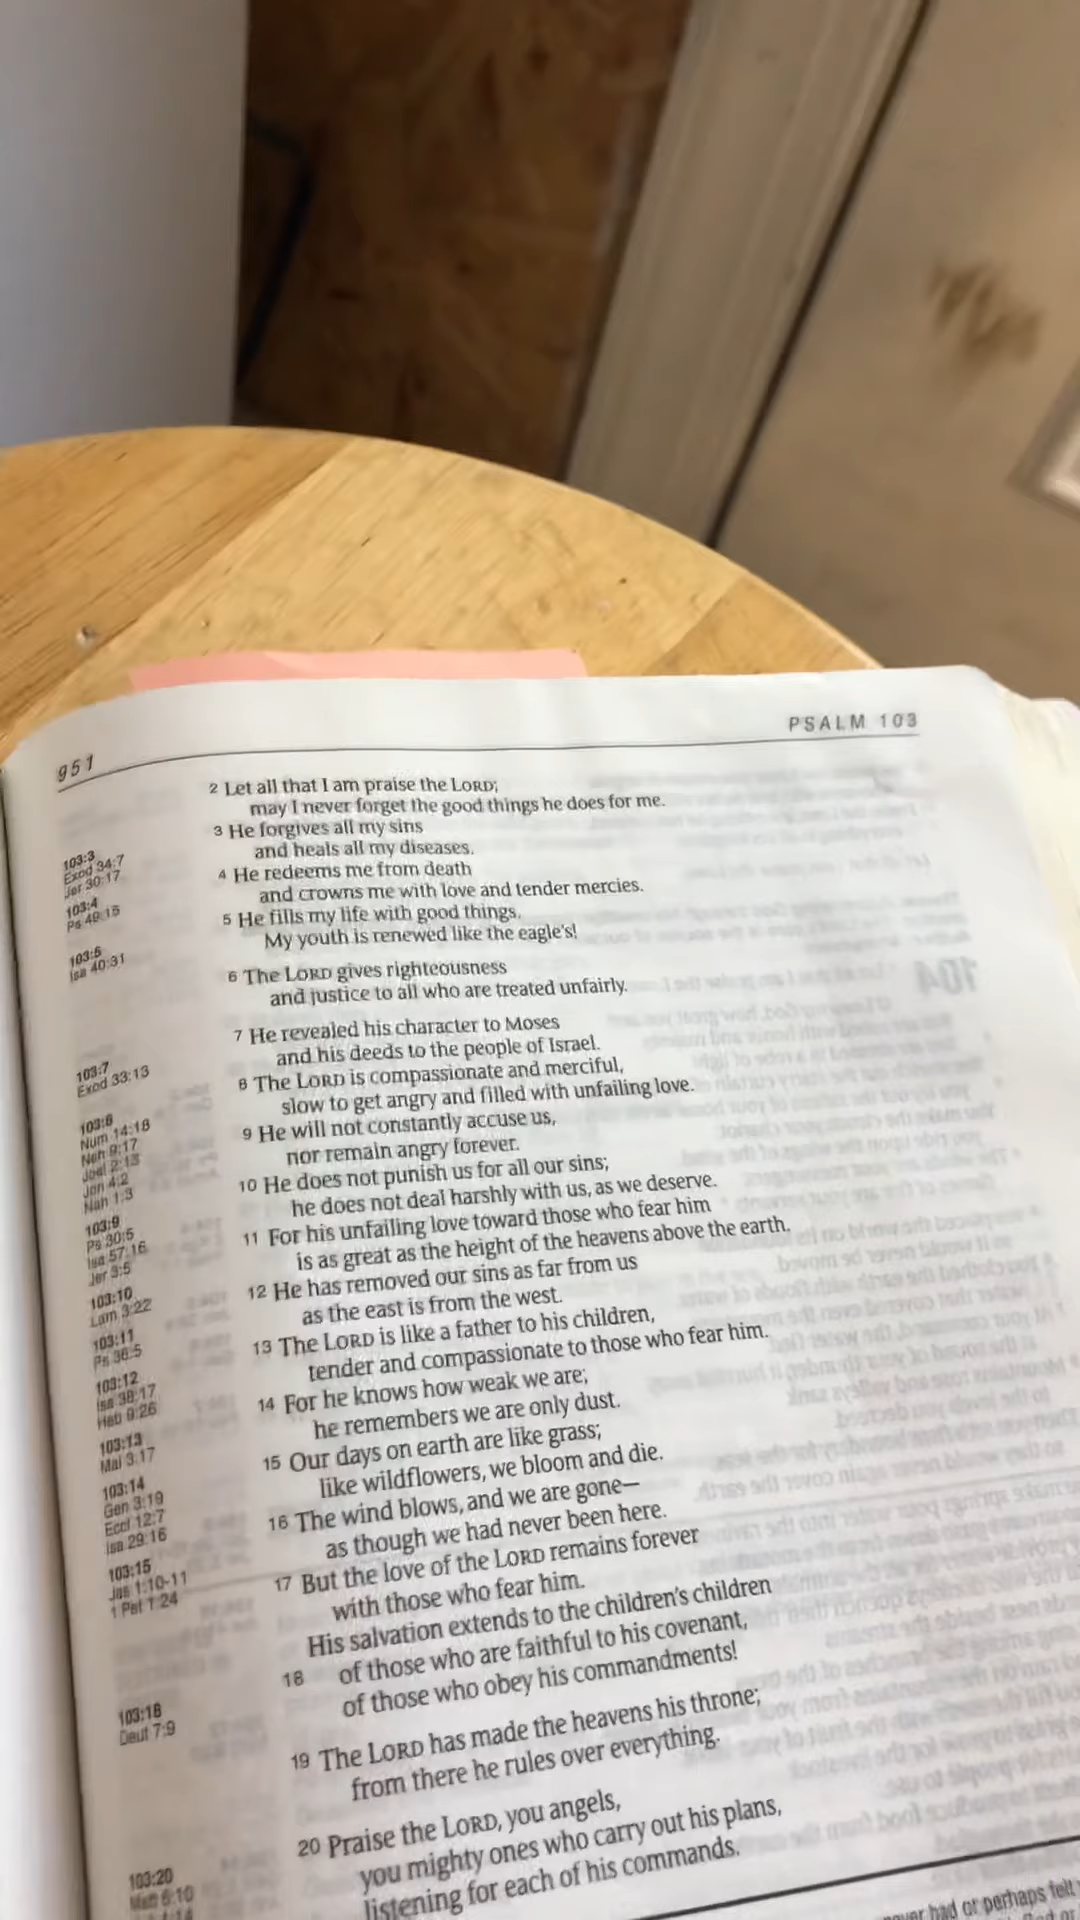 951
PSALM 103
2 Let all that I am praise the LORD;
may I never forget the good things he does for me.
3 He forgives all my sins
and heals all my diseases.
4 He redeems me from death
and crowns me with love and tender mercies.
5 He fills my life with good things.
My youth is renewed like the eagle's!
6 The LORD gives righteousness
and justice to all who are treated unfairly.
7 He revealed his character to Moses
and his deeds to the people of Israel.
8 The LORD is compassionate and merciful,
slow to get angry and filled with unfailing love.
9 He will not constantly accuse us,
nor remain angry forever.
10 He does not punish us for all our sins;
he does not deal harshly with us, as we deserve.
11 For his unfailing love toward those who fear him
is as great as the height of the heavens above the earth.
12 He has removed our sins as far from us
as the east is from the west.
13 The LORD is like a father to his children,
tender and compassionate to those who fear him.
14 For he knows how weak we are;
he remembers we are only dust.
15 Our days on earth are like grass;
like wildflowers, we bloom and die.
16 The wind blows, and we are gone—
as though we had never been here.
17 But the love of the LORD remains forever
with those who fear him.
His salvation extends to the children's children
18 of those who are faithful to his covenant,
of those who obey his commandments!
19 The LORD has made the heavens his throne;
from there he rules over everything.
20 Praise the LORD, you angels,
you mighty ones who carry out his plans,
listening for each of his commands.
103:3
Exod 34:7
Jer 30:17
103:4
Ps 49:15
103:5
Isa 40:31
103:7
Exod 33:13
103:8
Num 14:18
Neh 9:17
Joel 2:13
Jon 4:2
Nah 1:3
103:9
Ps 30:5
Isa 57:16
Jer 3:5
103:10
Lam 3:22
103:11
Ps 36:5
103:12
Isa 38:17
Heb 9:26
103:13
Mal 3:17
103:14
Gen 3:19
Eccl 12:7
Isa 29:16
103:15
Jas 1:10-11
1 Pet 1:24
103:18
Deut 7:9
103:20
Matt 6:10
had or perhaps felt